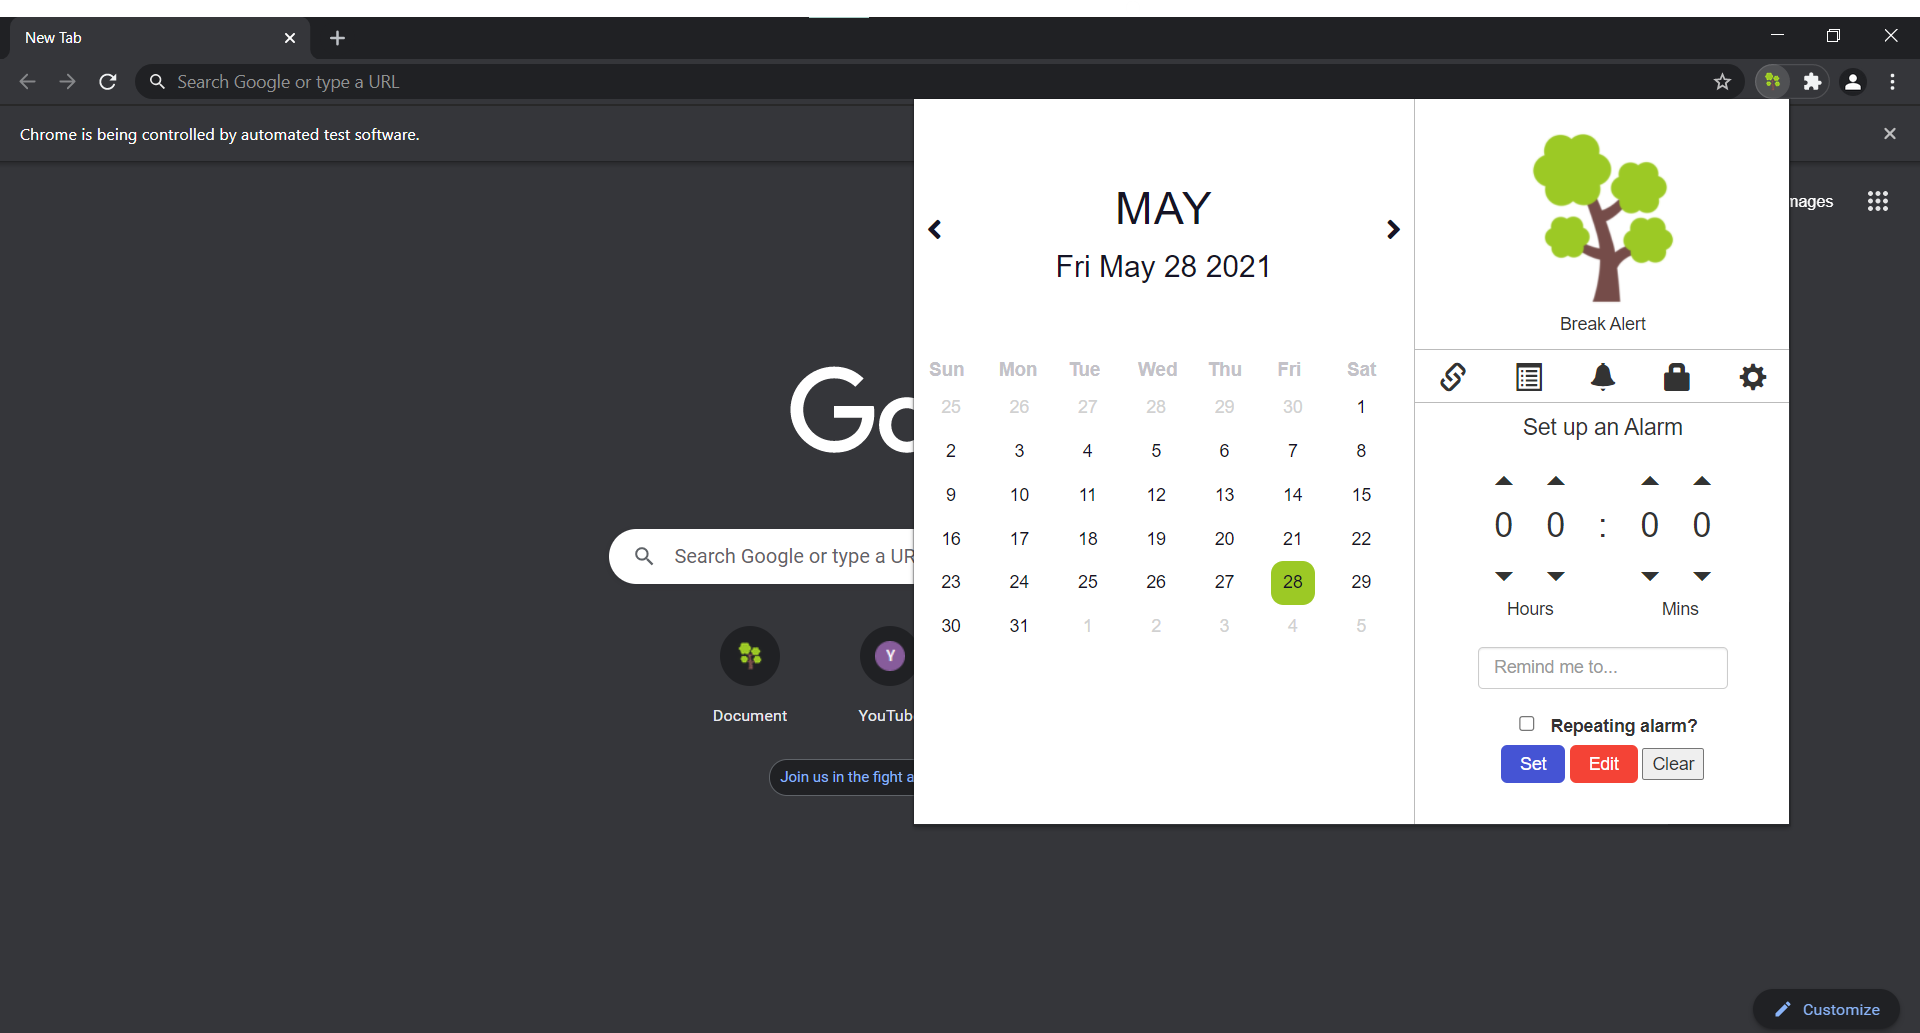 New Tab
Search Google or type a URL
Chrome is being controlled by automated test software.
mages
Go
Search Google or type a UR
Document
Y
YouTub
Join us in the fight a
Customize
MAY
Fri May 28 2021
Sun Mon Tue Wed Thu Fri Sat
25 26 27 28 29 30 1
2 3 4 5 6 7 8
9 10 11 12 13 14 15
16 17 18 19 20 21 22
23 24 25 26 27 28 29
30 31 1 2 3 4 5
Break Alert
Set up an Alarm
0 0 : 0 0
Hours Mins
Remind me to...
Repeating alarm?
Set Edit Clear